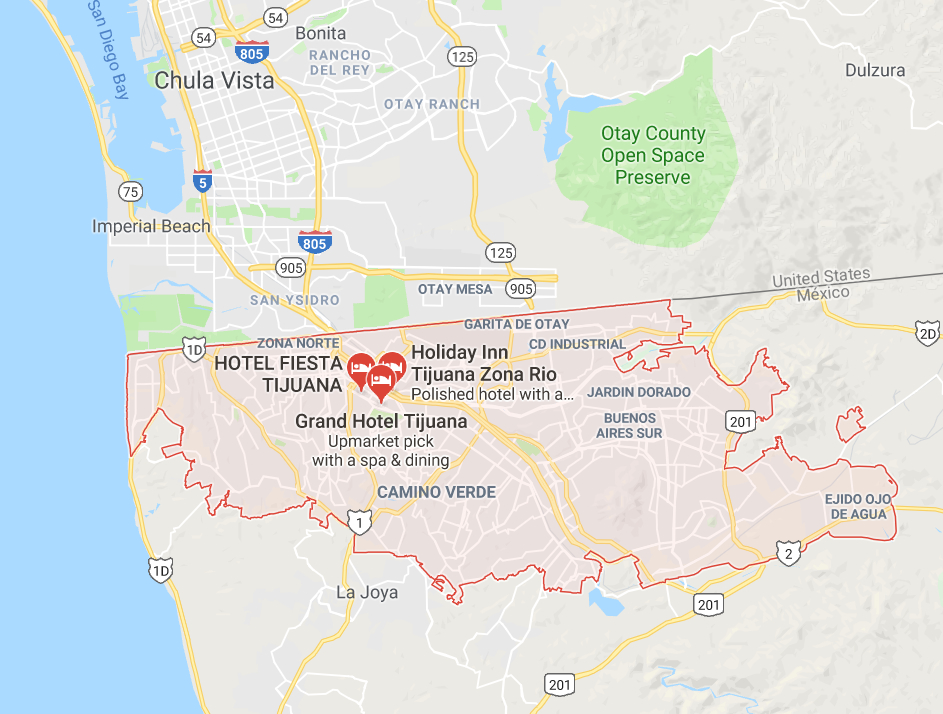 San Diego Bay
54
54
Bonita
805
RANCHO
DEL REY
125
Chula Vista
OTAY RANCH
Dulzura
Otay County
Open Space
Preserve
5
75
Imperial Beach
805
905
125
OTAY MESA
905
SAN YSIDRO
United States
México
GARITA DE OTAY
2D
1D
ZONA NORTE
CD INDUSTRIAL
HOTEL FIESTA
TIJUANA
Holiday Inn
Tijuana Zona Rio
Polished hotel with a...
JARDIN DORADO
Grand Hotel Tijuana
Upmarket pick
with a spa & dining
BUENOS
AIRES SUR
201
CAMINO VERDE
EJIDO OJO
DE AGUA
1
2
1D
La Joya
201
201